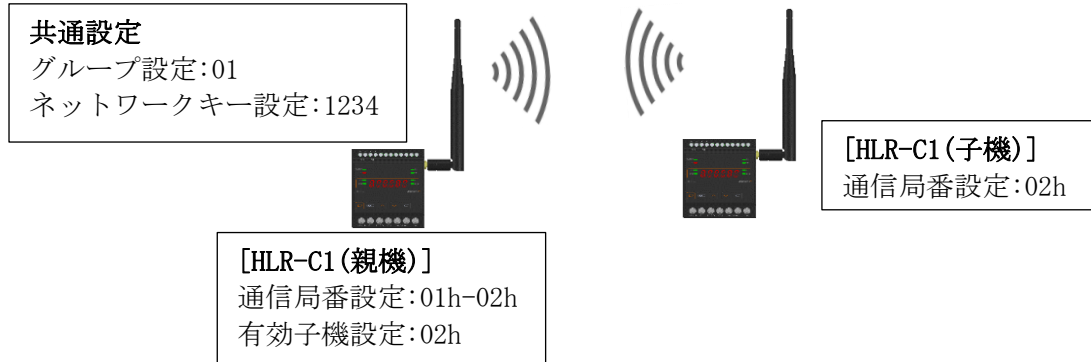 共通設定
グループ設定:01
ネットワークキー設定:1234
[HLR-C1(子機)]
通信局番設定:02h
[HLR-C1(親機)]
通信局番設定:01h-02h
有効子機設定:02h